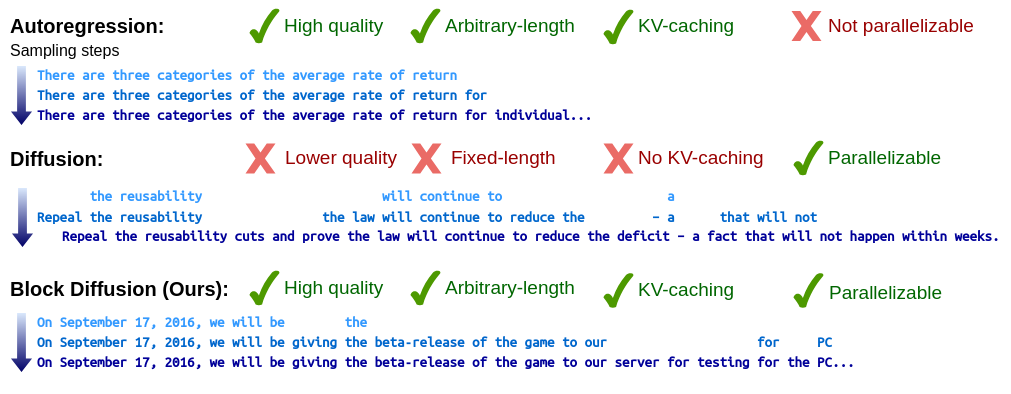 Autoregression: ✓ High quality ✓ Arbitrary-length ✓ KV-caching X Not parallelizable
Sampling steps
There are three categories of the average rate of return
There are three categories of the average rate of return for
There are three categories of the average rate of return for individual...
Diffusion: X Lower quality X Fixed-length X No KV-caching ✓ Parallelizable
the reusability will continue to a
Repeal the reusability the law will continue to reduce the – a that will not
Repeal the reusability cuts and prove the law will continue to reduce the deficit – a fact that will not happen within weeks.
Block Diffusion (Ours): ✓ High quality ✓ Arbitrary-length ✓ KV-caching ✓ Parallelizable
On September 17, 2016, we will be the
On September 17, 2016, we will be giving the beta-release of the game to our for PC
On September 17, 2016, we will be giving the beta-release of the game to our server for testing for the PC...